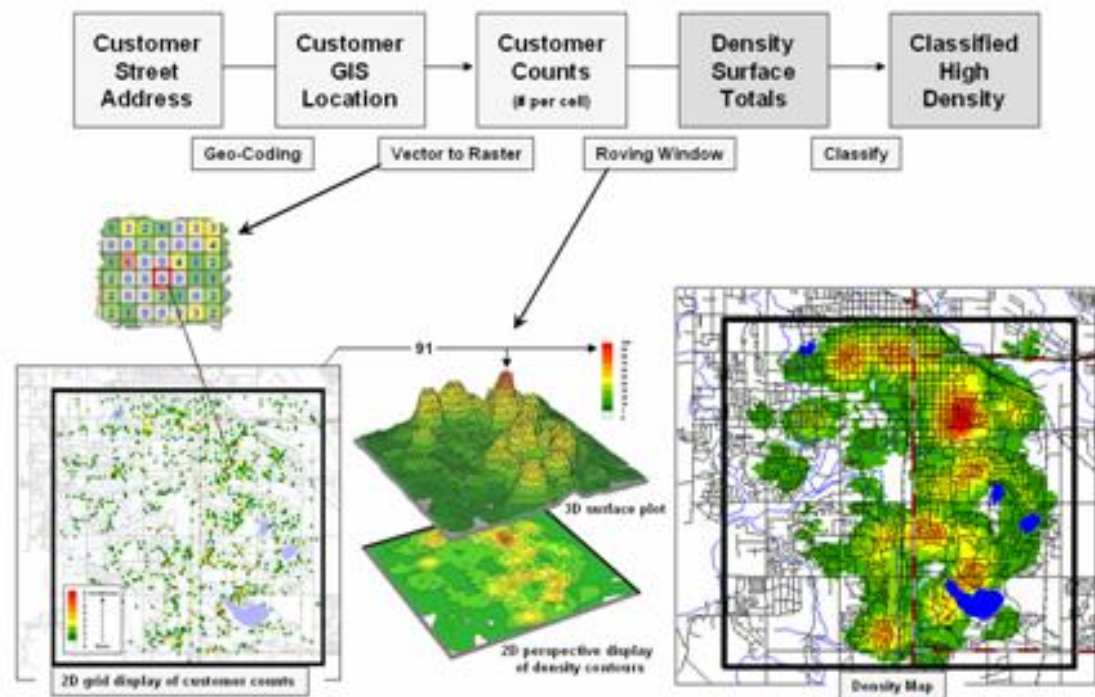 Customer
Street
Address
Customer
GIS
Location
Customer
Counts
(# per cell)
Density
Surface
Totals
Classified
High
Density
Geo-Coding
Vector to Raster
Roving Window
Classify
91
3D surface plot
2D perspective display
of density contours
2D grid display of customer counts
Density Map